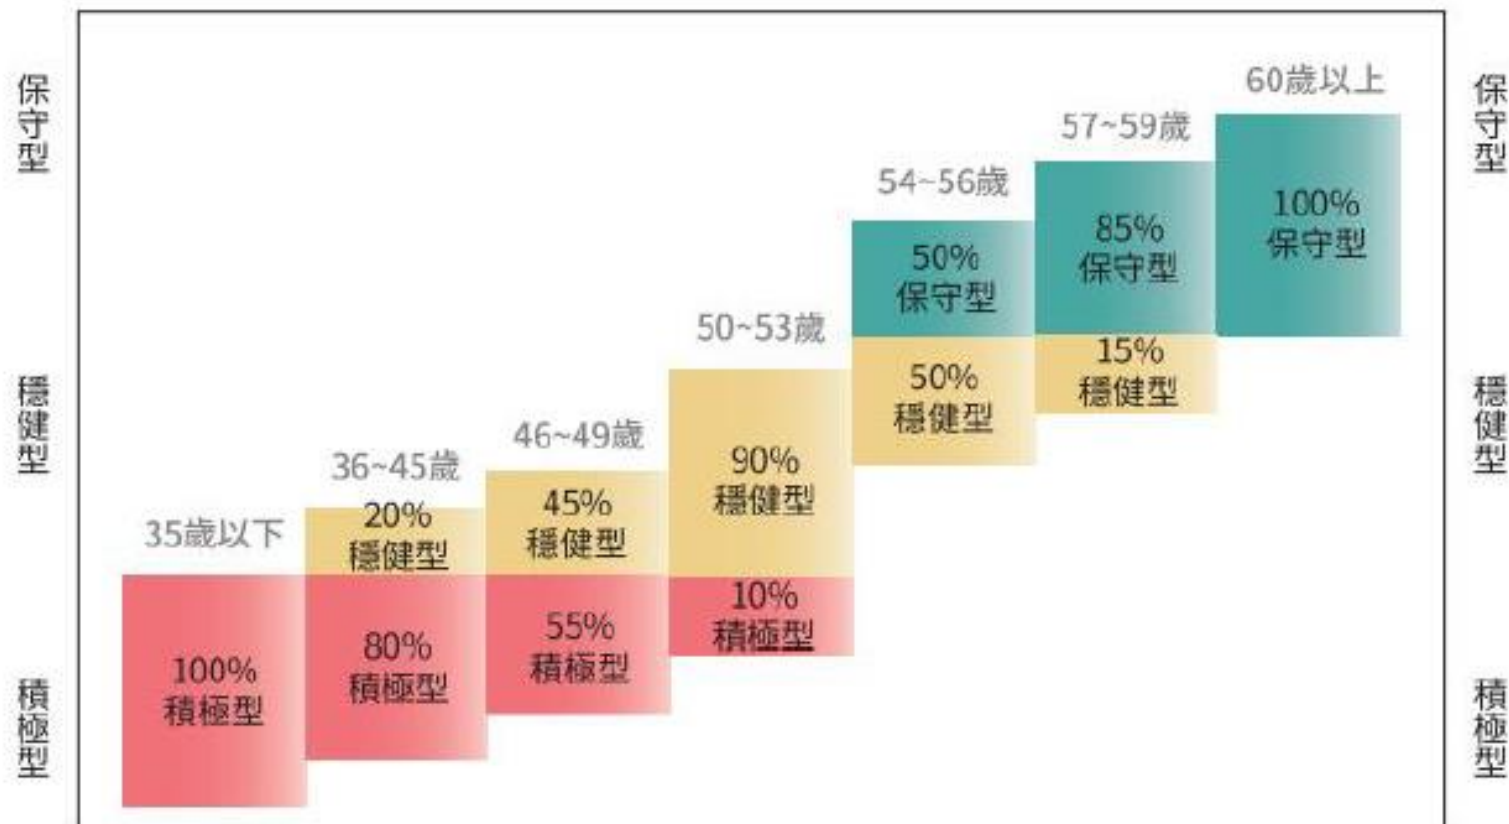 保守型
穩健型
積極型
35歲以下
100%
積極型
36~45歲
20%
穩健型
80%
積極型
46~49歲
45%
穩健型
55%
積極型
50~53歲
90%
穩健型
10%
積極型
54~56歲
50%
保守型
50%
穩健型
57~59歲
85%
保守型
15%
穩健型
60歲以上
100%
保守型
保守型
穩健型
積極型